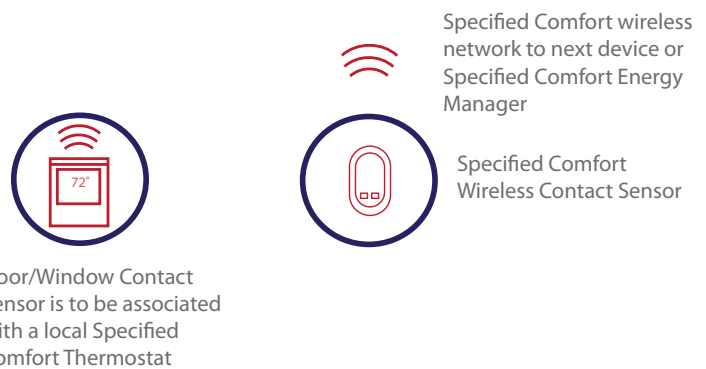 Specified Comfort wireless
network to next device or
Specified Comfort Energy
Manager
72˚
Specified Comfort
Wireless Contact Sensor
oor/Window Contact
ensor is to be associated
ith a local Specified
omfort Thermostat